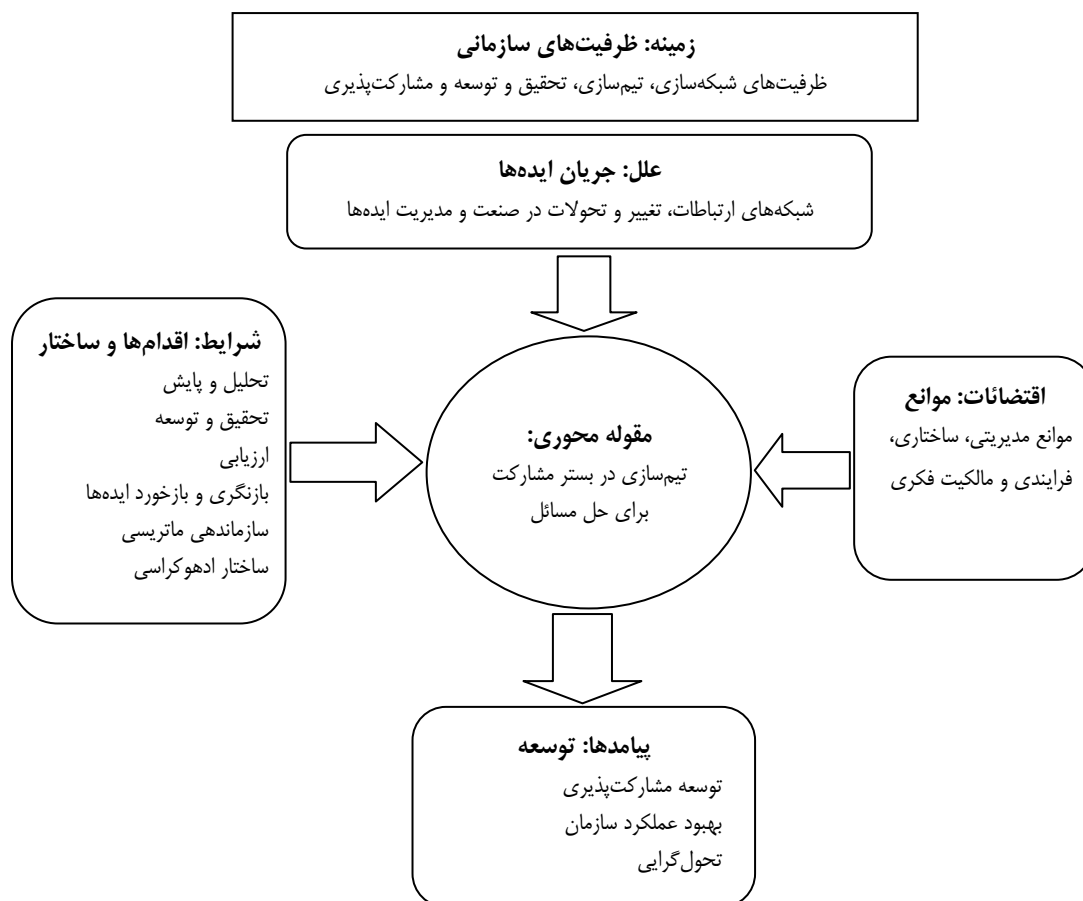 زمینه: ظرفیت‌های سازمانی
ظرفیت‌های شبکه‌سازی، تیم‌سازی، تحقیق و توسعه و مشارکت‌پذیری
علل: جریان ایده‌ها
شبکه‌های ارتباطات، تغییر و تحولات در صنعت و مدیریت ایده‌ها
اقتضائات: موانع
موانع مدیریتی، ساختاری،
فرایندی و مالکیت فکری
مقوله محوری:
تیم‌سازی در بستر مشارکت
برای حل مسائل
شرایط: اقدام‌ها و ساختار
تحلیل و پایش
تحقیق و توسعه
ارزیابی
بازنگری و بازخورد ایده‌ها
سازماندهی ماتریسی
ساختار ادهوکراسی
پیامدها: توسعه
توسعه مشارکت‌پذیری
بهبود عملکرد سازمان
تحول‌گرایی